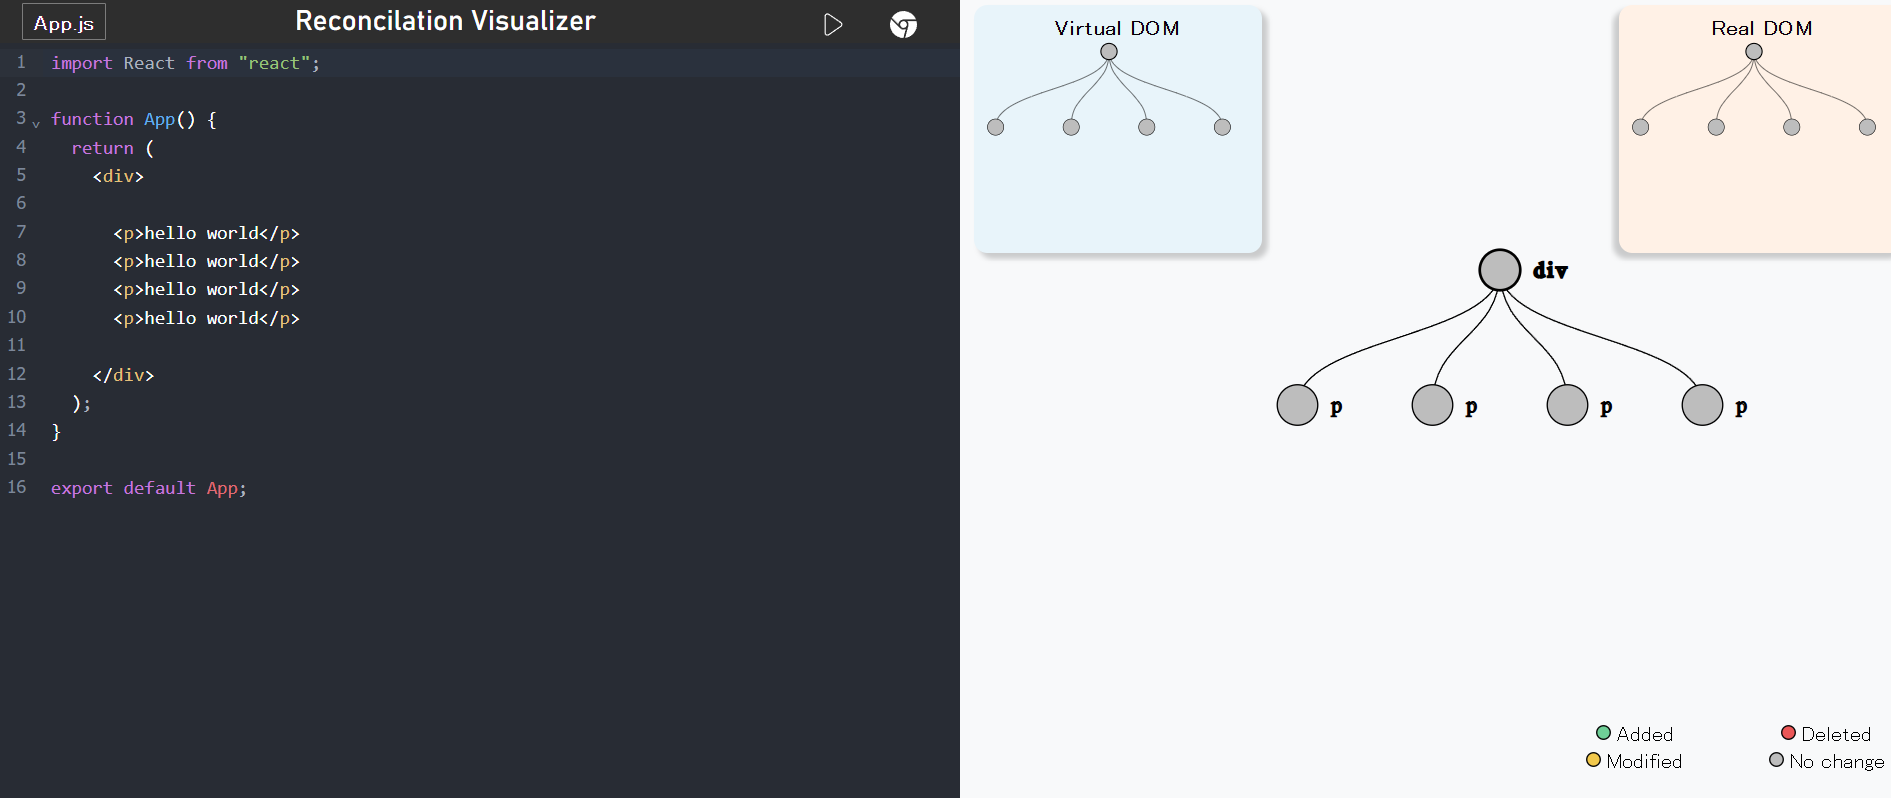 App.js
Reconcilation Visualizer
1 import React from "react";
2
3 function App() {
4 return (
5 <div>
6
7 <p>hello world</p>
8 <p>hello world</p>
9 <p>hello world</p>
10 <p>hello world</p>
11
12 </div>
13 );
14 }
15
16 export default App;
Virtual DOM
Real DOM
div
p p p p
Added Deleted
Modified No change